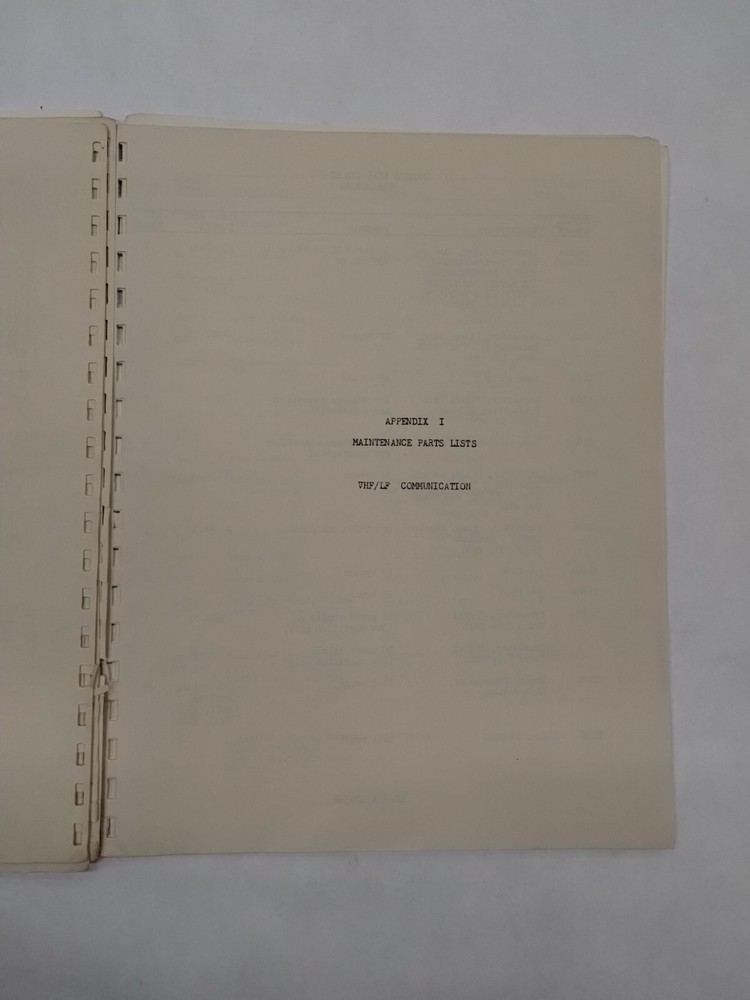 APPENDIX I
MAINTENANCE PARTS LISTS
VHF/LF COMMUNICATION